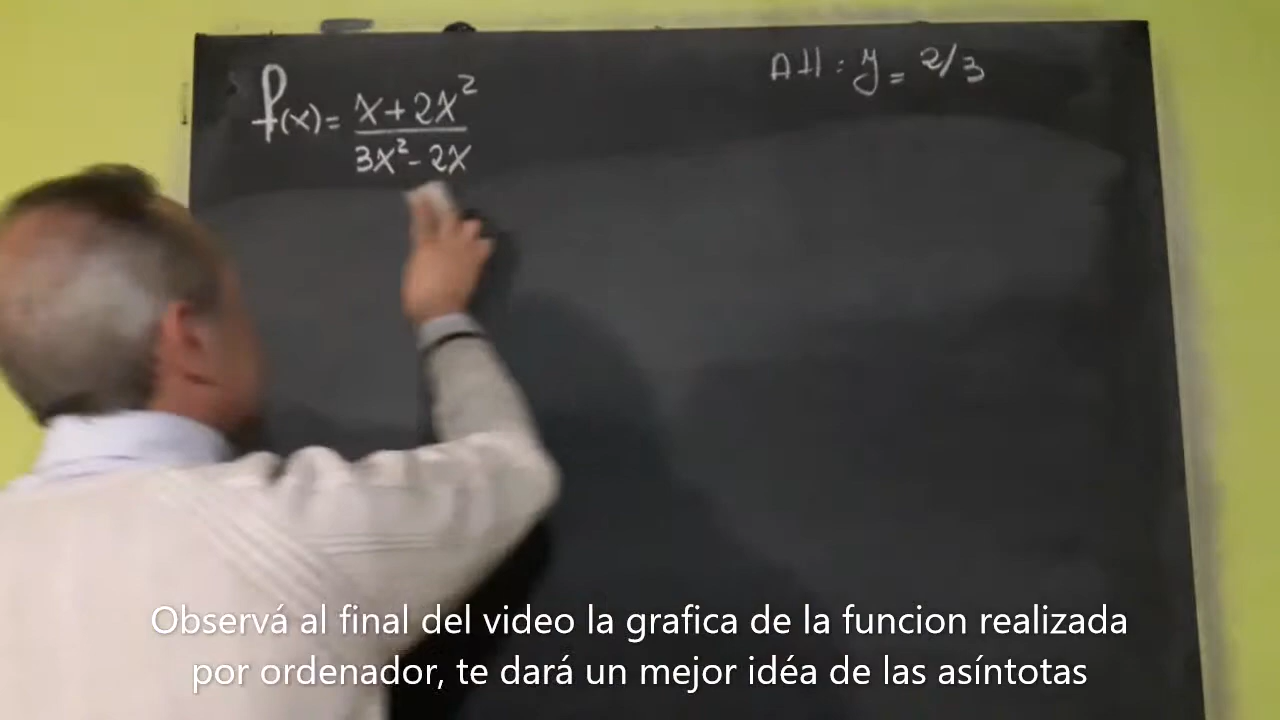 f(x) = x + 2x²
3x² - 2x
AH : y = 2/3
Observá al final del video la grafica de la funcion realizada
por ordenador, te dará un mejor idéa de las asíntotas